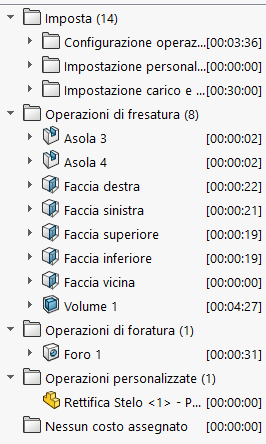 Imposta (14)
Configurazione operaz...[00:03:36]
Impostazione personal...[00:00:00]
Impostazione carico e ...[00:30:00]
Operazioni di fresatura (8)
Asola 3 [00:00:02]
Asola 4 [00:00:02]
Faccia destra [00:00:22]
Faccia sinistra [00:00:21]
Faccia superiore [00:00:19]
Faccia inferiore [00:00:19]
Faccia vicina [00:00:00]
Volume 1 [00:04:27]
Operazioni di foratura (1)
Foro 1 [00:00:31]
Operazioni personalizzate (1)
Rettifica Stelo <1> - P... [00:00:00]
Nessun costo assegnato [00:00:00]